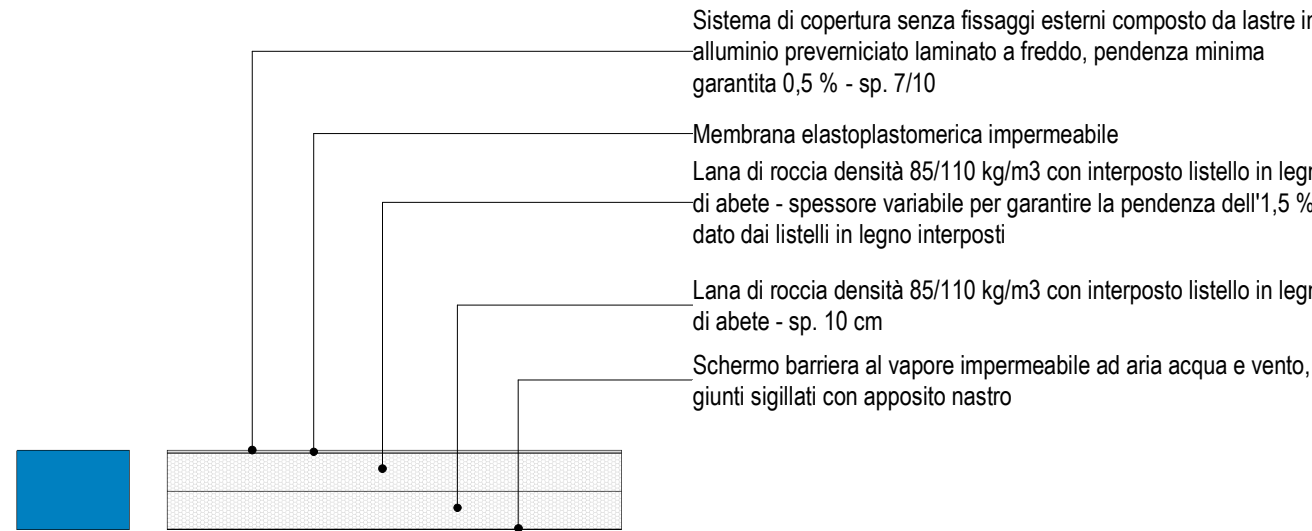 Sistema di copertura senza fissaggi esterni composto da lastre in
alluminio preverniciato laminato a freddo, pendenza minima
garantita 0,5 % - sp. 7/10
Membrana elastoplastomerica impermeabile
Lana di roccia densità 85/110 kg/m3 con interposto listello in
di abete - spessore variabile per garantire la pendenza dell'1,5 %
dato dai listelli in legno interposti
Lana di roccia densità 85/110 kg/m3 con interposto listello in
di abete - sp. 10 cm
Schermo barriera al vapore impermeabile ad aria acqua e vento,
giunti sigillati con apposito nastro